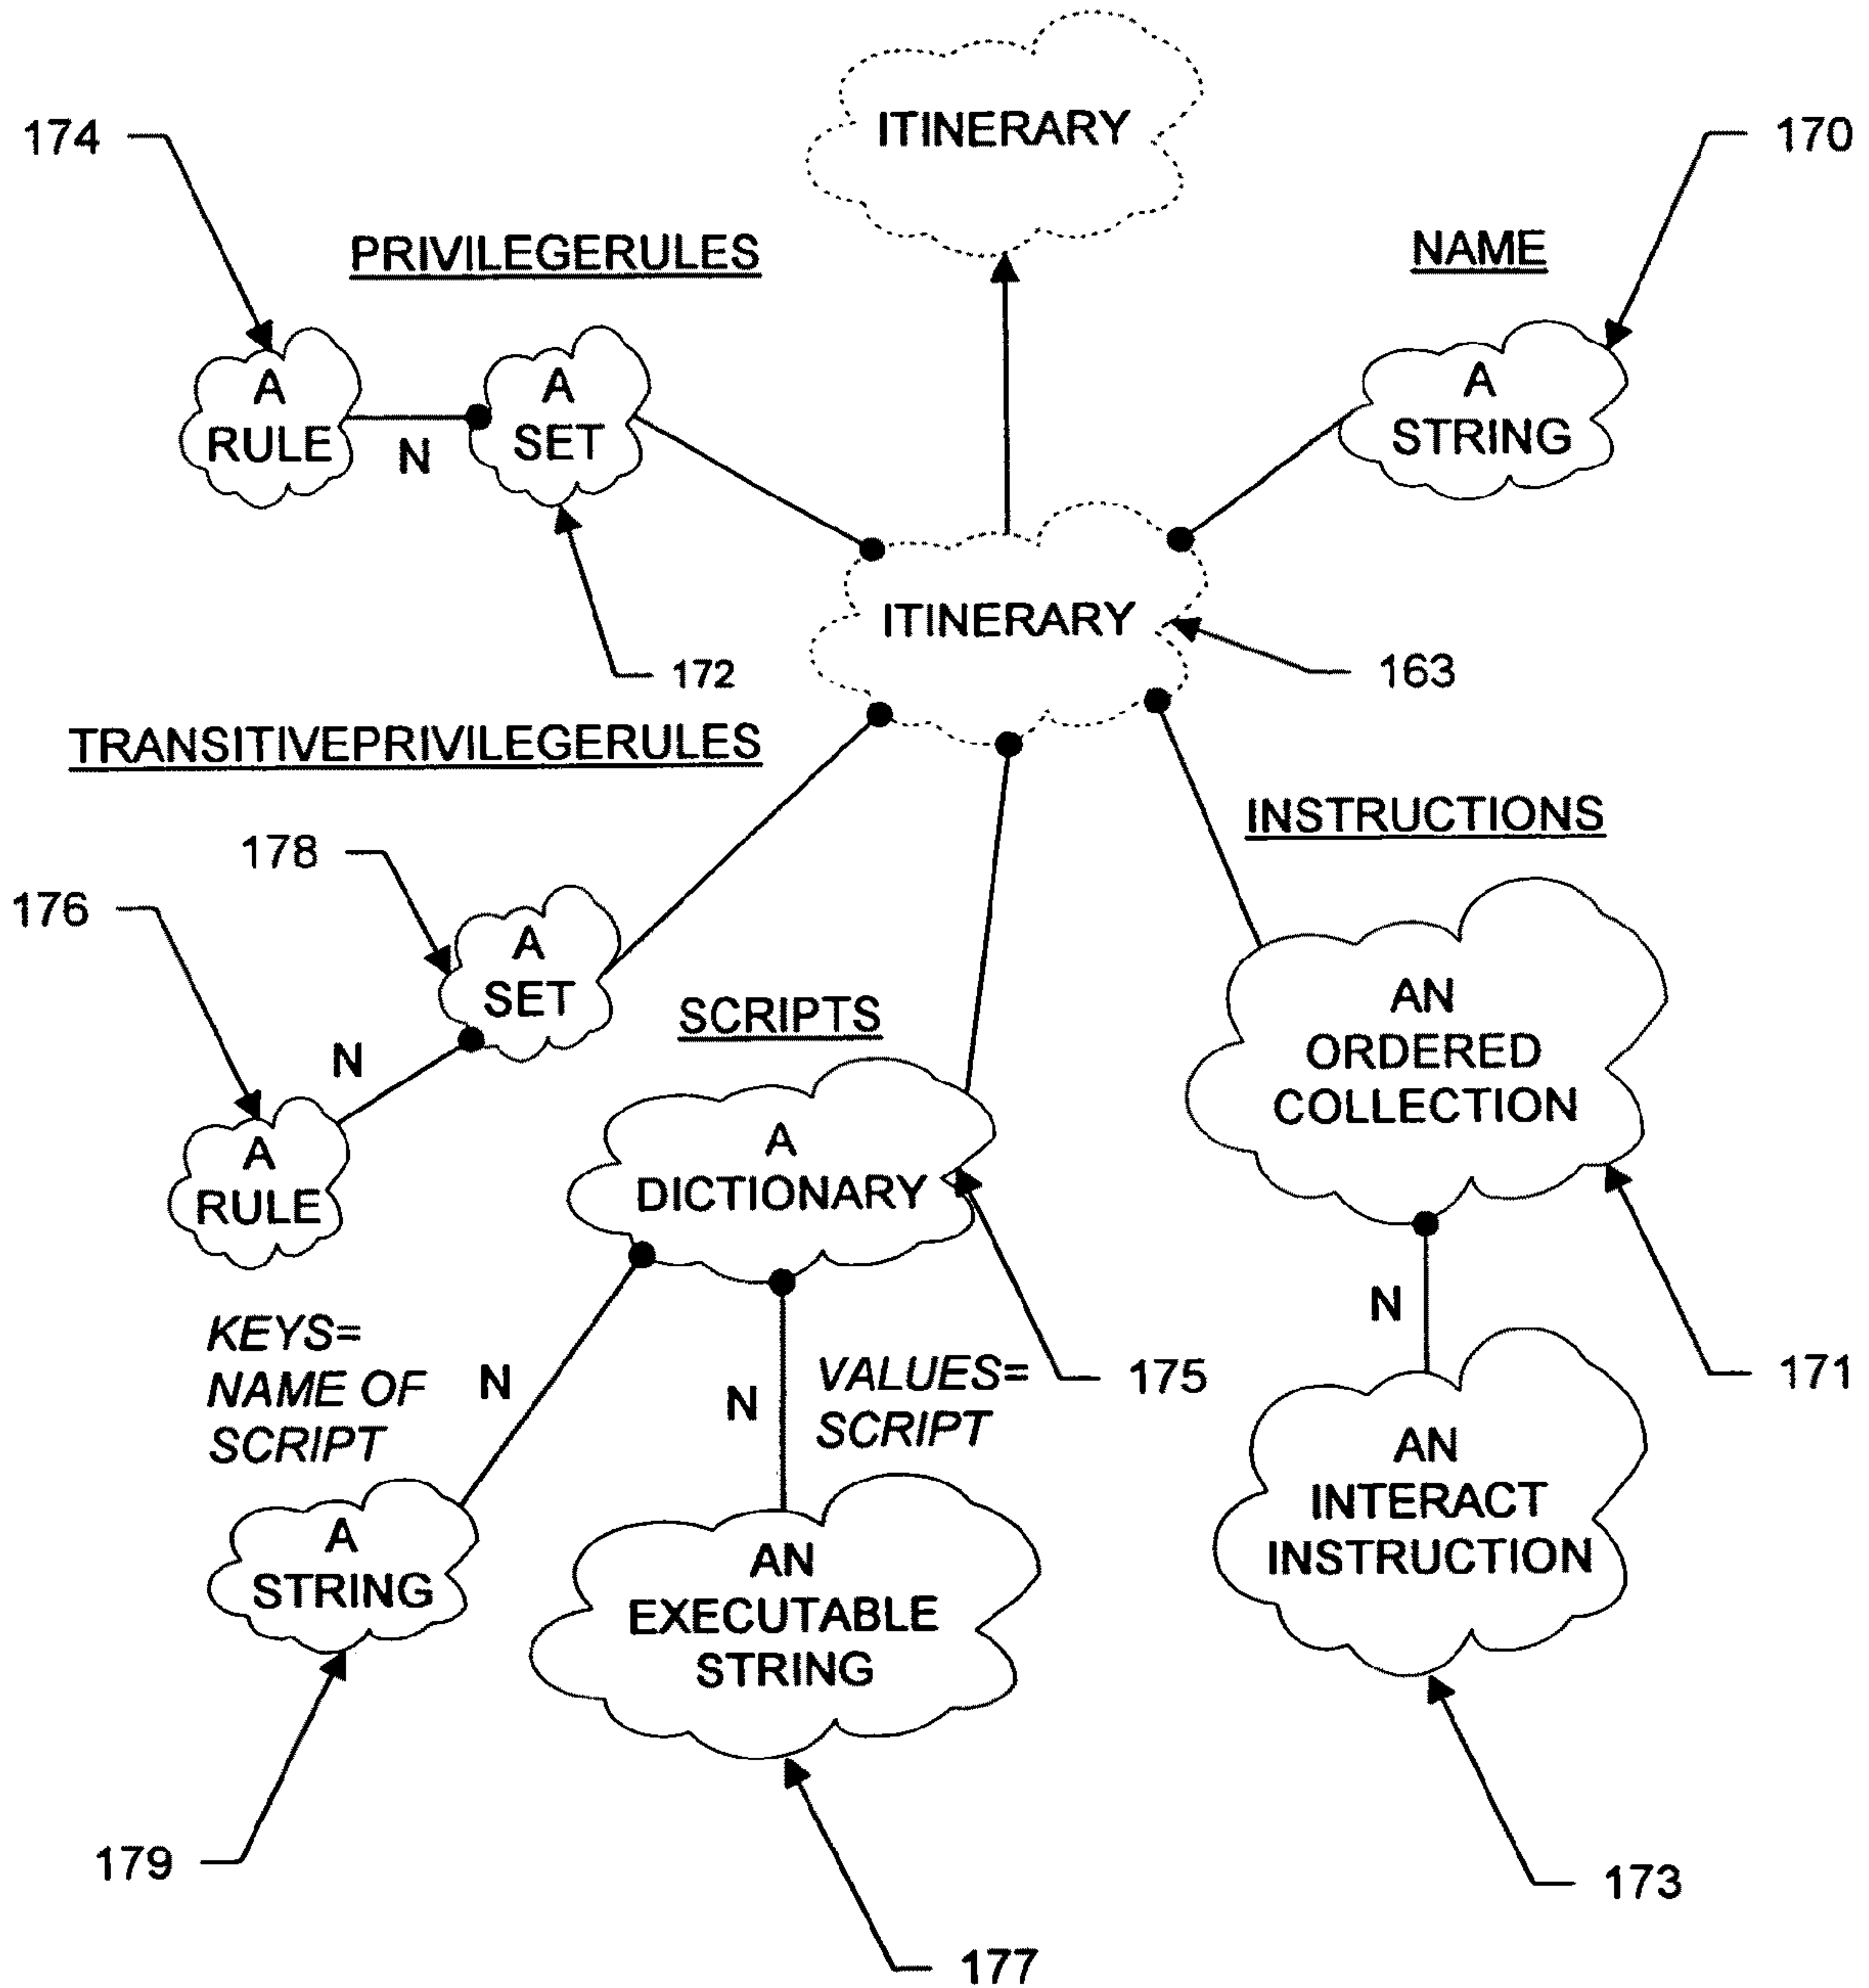 ITINERARY
174
170
PRIVILEGERULES
NAME
A
RULE
N
A
SET
A
STRING
172
ITINERARY
163
TRANSITIVEPRIVILEGERULES
INSTRUCTIONS
178
176
A
SET
N
A
RULE
SCRIPTS
A
DICTIONARY
175
AN
ORDERED
COLLECTION
171
KEYS=
NAME OF
SCRIPT
N
N
VALUES=
SCRIPT
N
A
STRING
179
AN
EXECUTABLE
STRING
177
AN
INTERACT
INSTRUCTION
173